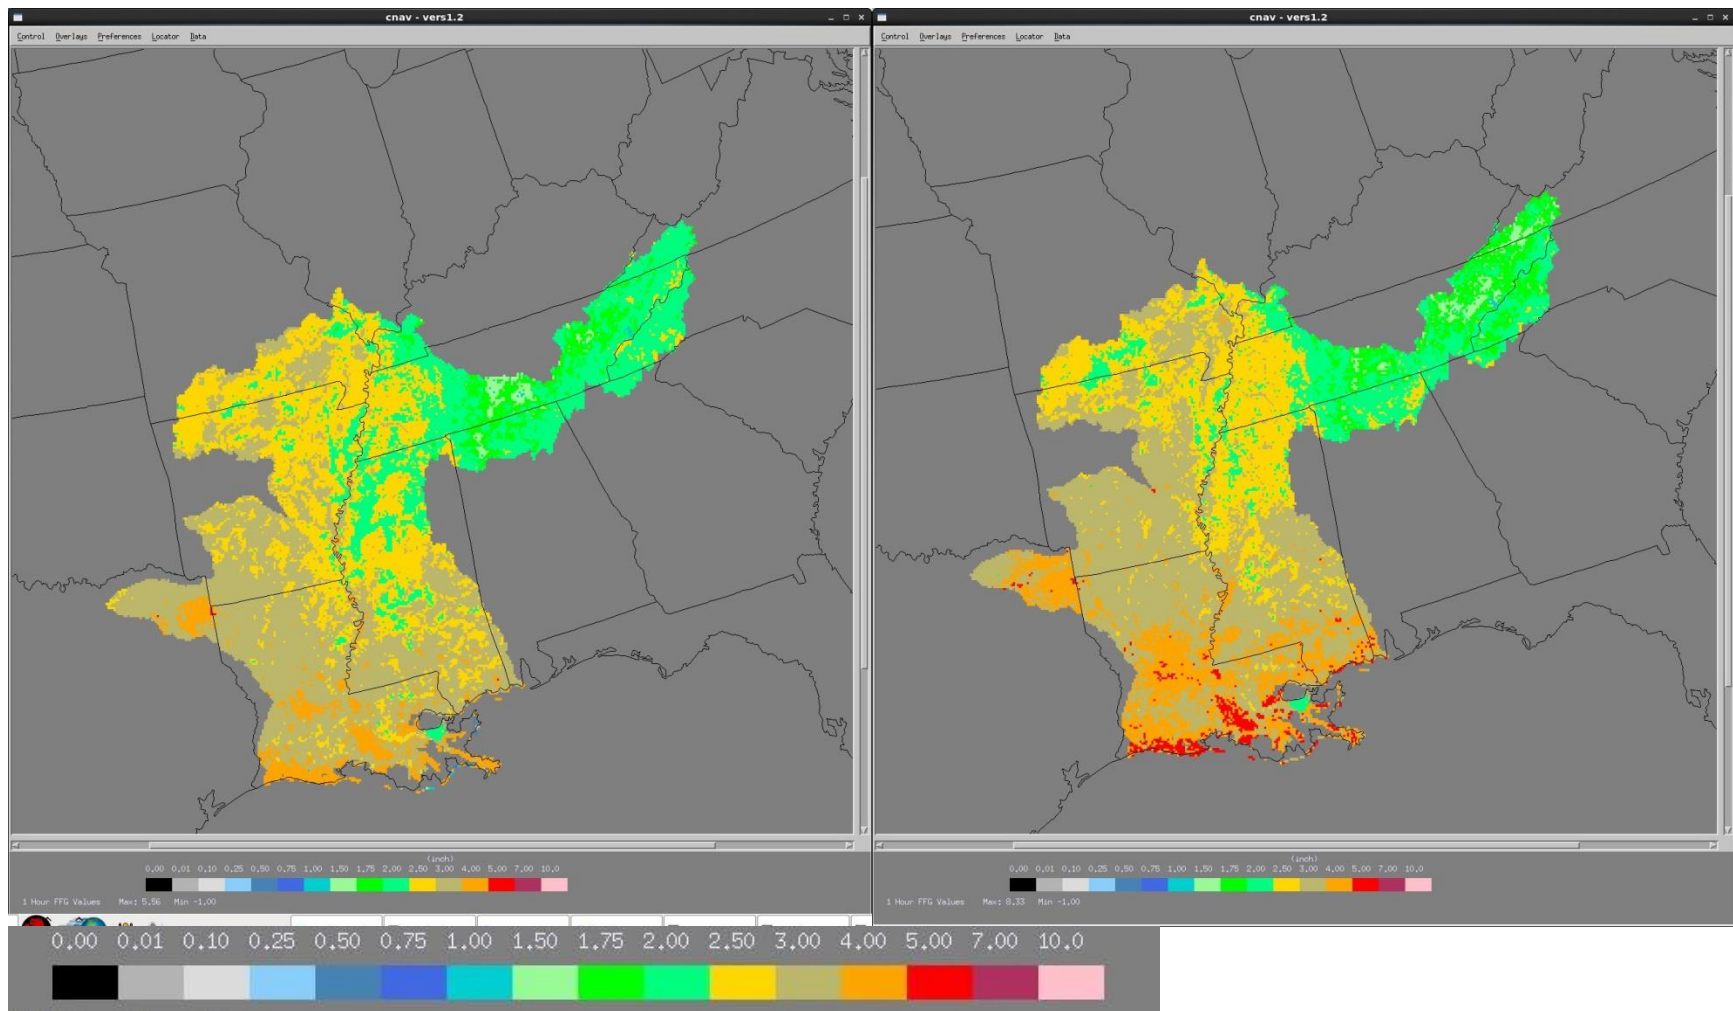 cnav - vers1.2
Control Overlays Preferences Locator Data
(inch)
0.00 0.01 0.10 0.25 0.50 0.75 1.00 1.50 1.75 2.00 2.50 3.00 4.00 5.00 7.00 10.0
1 Hour FFG Values Max: 5.56 Min -1.00
cnav - vers1.2
Control Overlays Preferences Locator Data
(inch)
0.00 0.01 0.10 0.25 0.50 0.75 1.00 1.50 1.75 2.00 2.50 3.00 4.00 5.00 7.00 10.0
1 Hour FFG Values Max: 8.33 Min -1.00
0.00 0.01 0.10 0.25 0.50 0.75 1.00 1.50 1.75 2.00 2.50 3.00 4.00 5.00 7.00 10.0